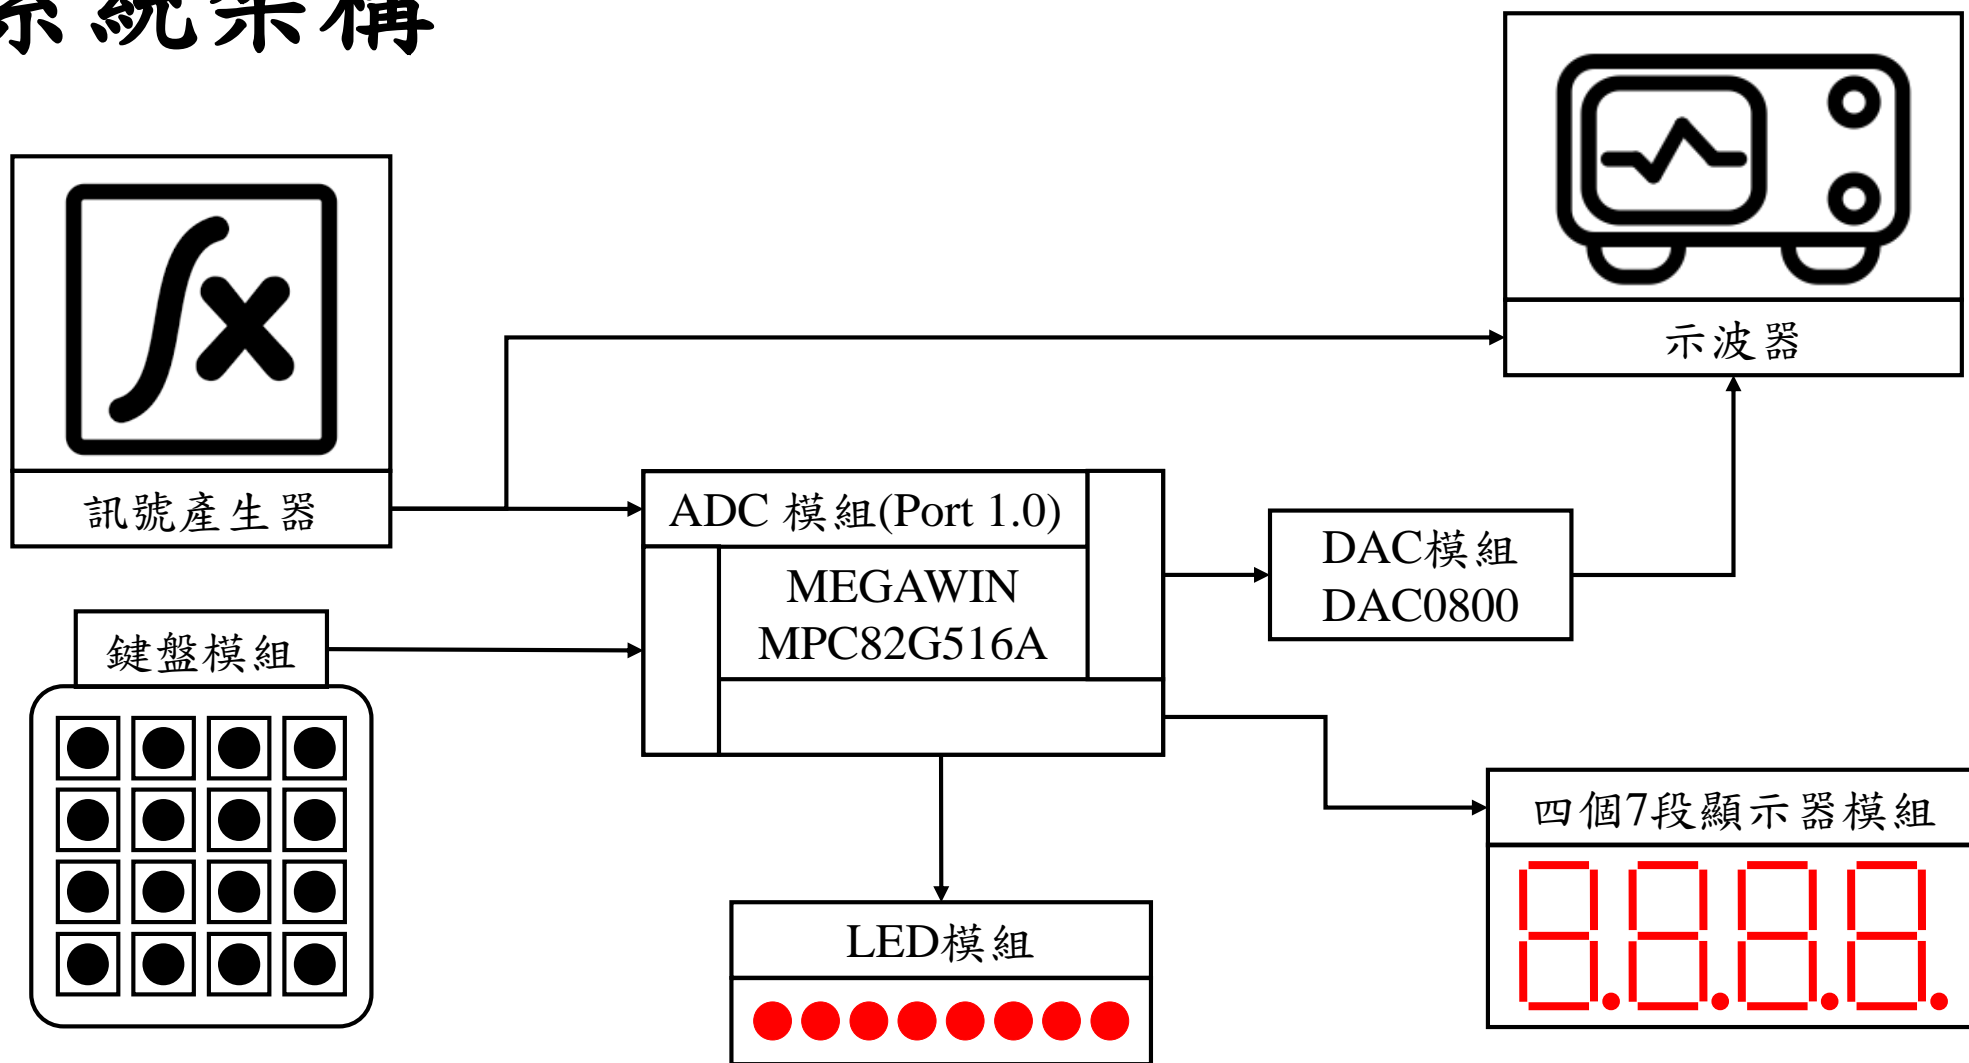 系統架構
示波器
訊號產生器
ADC 模組(Port 1.0)
MEGAWIN
MPC82G516A
DAC模組
DAC0800
鍵盤模組
四個7段顯示器模組
LED模組